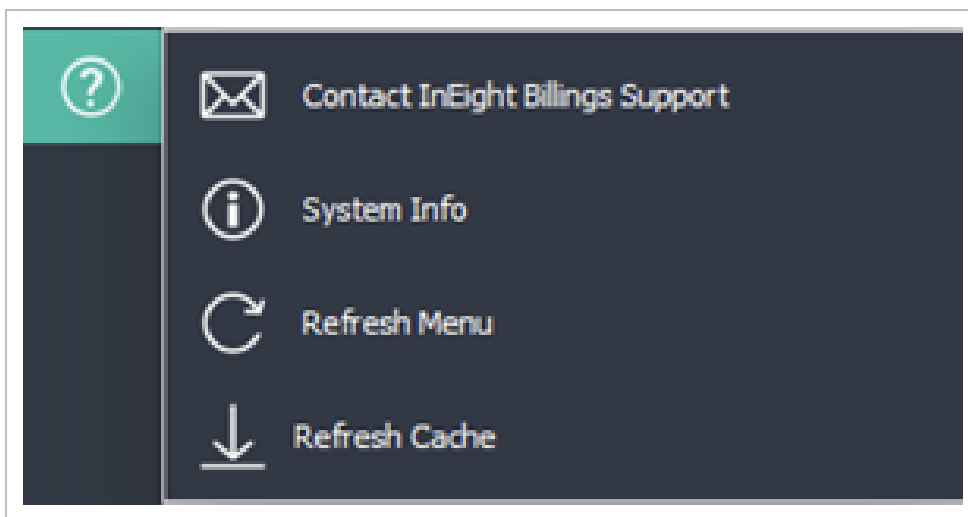 Contact InEight Billings Support
System Info
Refresh Menu
Refresh Cache